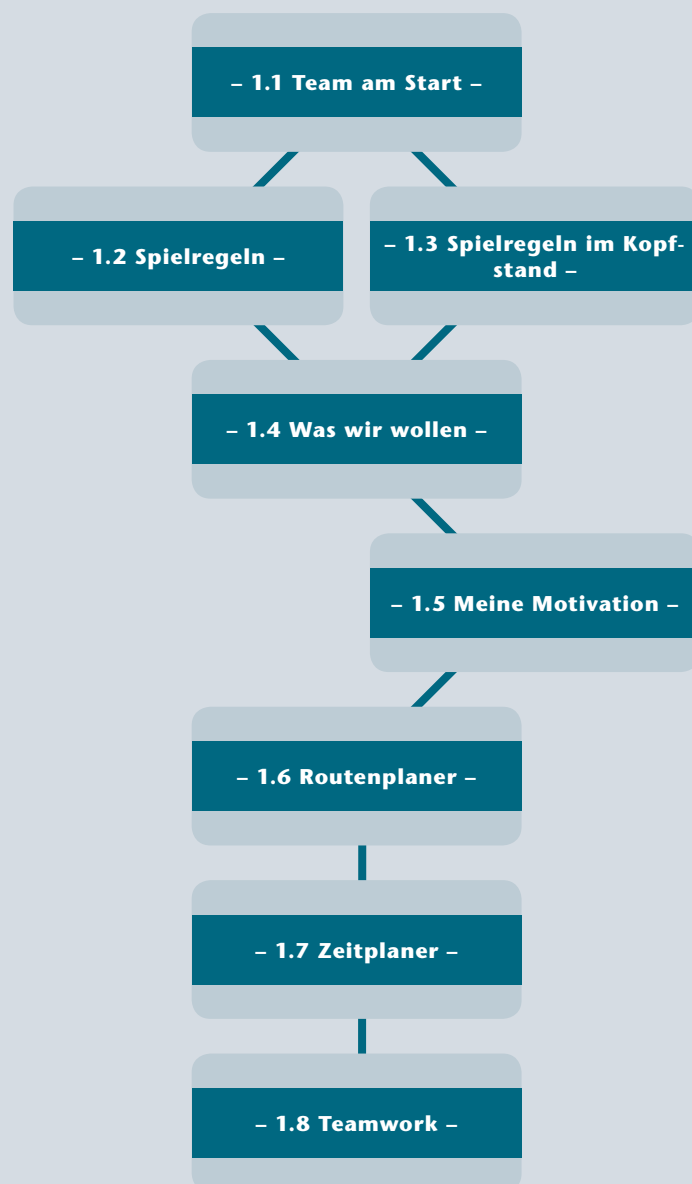 – 1.1 Team am Start –
– 1.2 Spielregeln –
– 1.3 Spielregeln im Kopf-
stand –
– 1.4 Was wir wollen –
– 1.5 Meine Motivation –
– 1.6 Routenplaner –
– 1.7 Zeitplaner –
– 1.8 Teamwork –